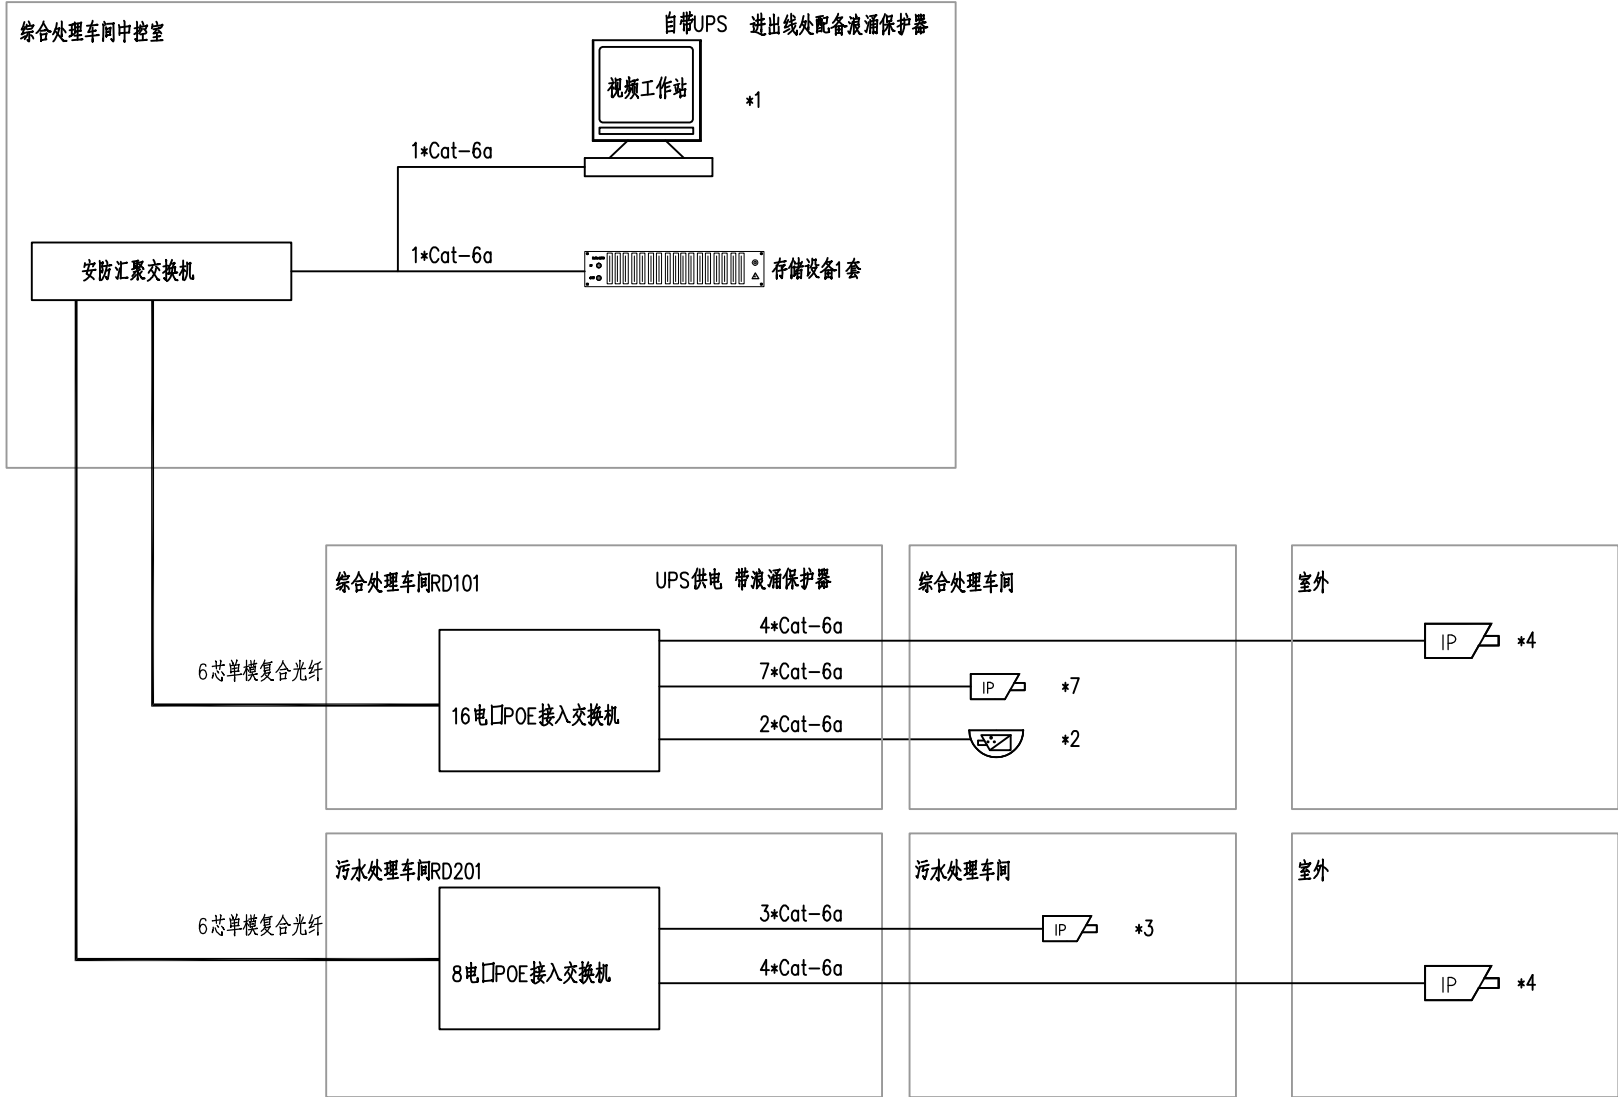 综合处理车间中控室
自带UPS 进出线处配备浪涌保护器
视频工作站
*1
1*Cat-6a
1*Cat-6a
安防汇聚交换机
存储设备1套
综合处理车间RD101
UPS供电 带浪涌保护器
综合处理车间
室外
4*Cat-6a
IP
*4
6芯单模复合光纤
7*Cat-6a
IP
*7
16电口POE接入交换机
2*Cat-6a
*2
污水处理车间RD201
污水处理车间
室外
6芯单模复合光纤
3*Cat-6a
IP
*3
8电口POE接入交换机
4*Cat-6a
IP
*4